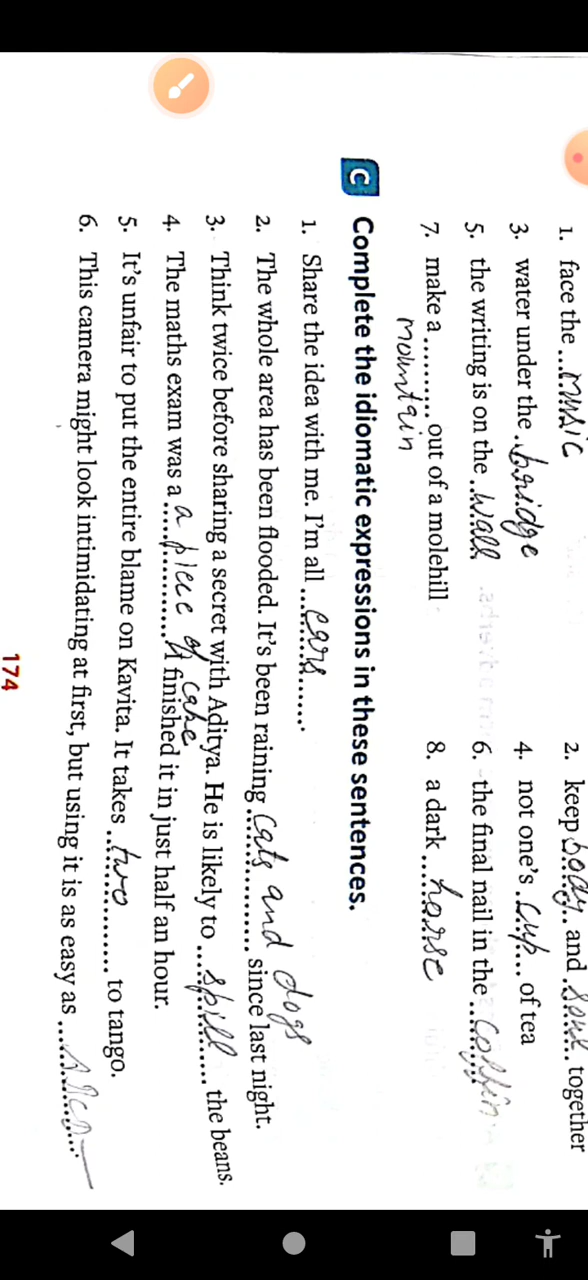 1. face the ...music
2. keep body.. and .soul.. together
3. water under the ..bridge
4. not one's ..cup.... of tea
5. the writing is on the ..wall
6. the final nail in the ...coffin
7. make a .......... out of a molehill
mountain
8. a dark ....horse
C Complete the idiomatic expressions in these sentences.
1. Share the idea with me. I'm all ....ears....
2. The whole area has been flooded. It's been raining cats and dogs since last night.
3. Think twice before sharing a secret with Aditya. He is likely to ....spill.... the beans.
4. The maths exam was a .....a piece of cake I finished it in just half an hour.
5. It's unfair to put the entire blame on Kavita. It takes ...two............ to tango.
6. This camera might look intimidating at first, but using it is as easy as
174